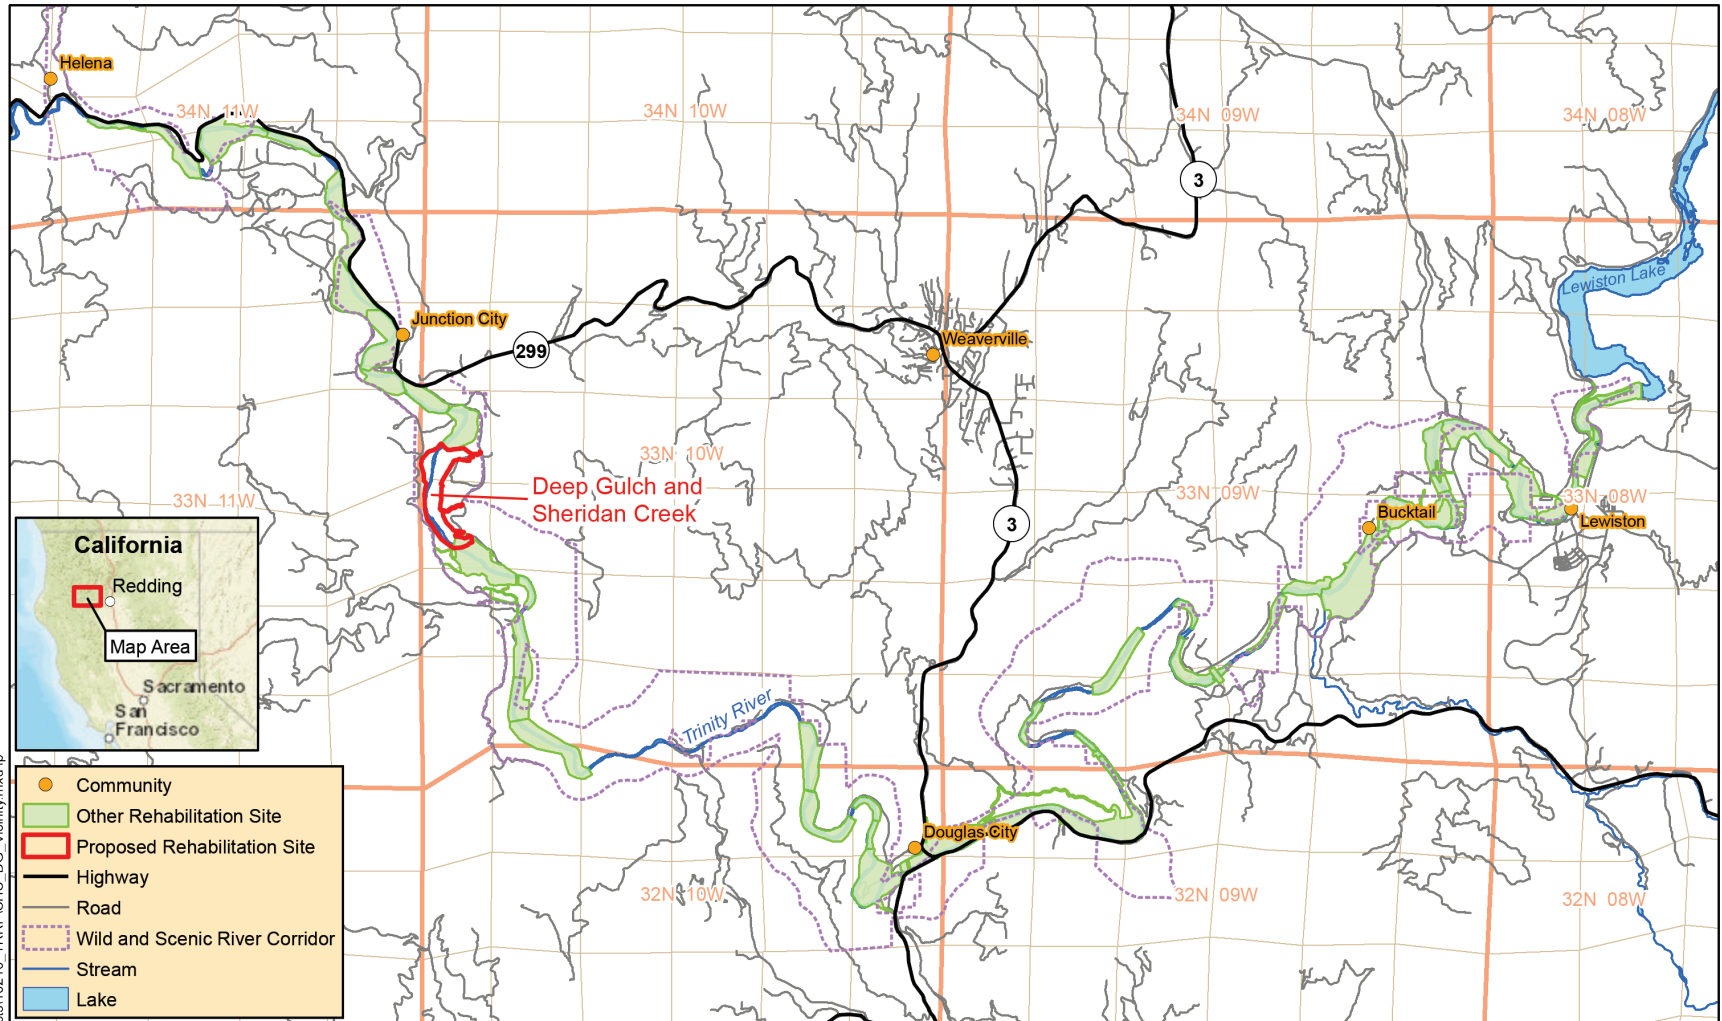 Helena
34N 11W
34N 10W
34N 09W
34N 08W
3
Lewiston Lake
Junction City
299
Weaverville
33N 10W
33N 11W
Deep Gulch and
Sheridan Creek
33N 09W
33N 08W
Bucktail
Lewiston
3
California
Redding
Map Area
Sacramento
San
Francisco
Trinity River
Douglas City
32N 10W
32N 09W
32N 08W
Community
Other Rehabilitation Site
Proposed Rehabilitation Site
Highway
Road
Wild and Scenic River Corridor
Stream
Lake